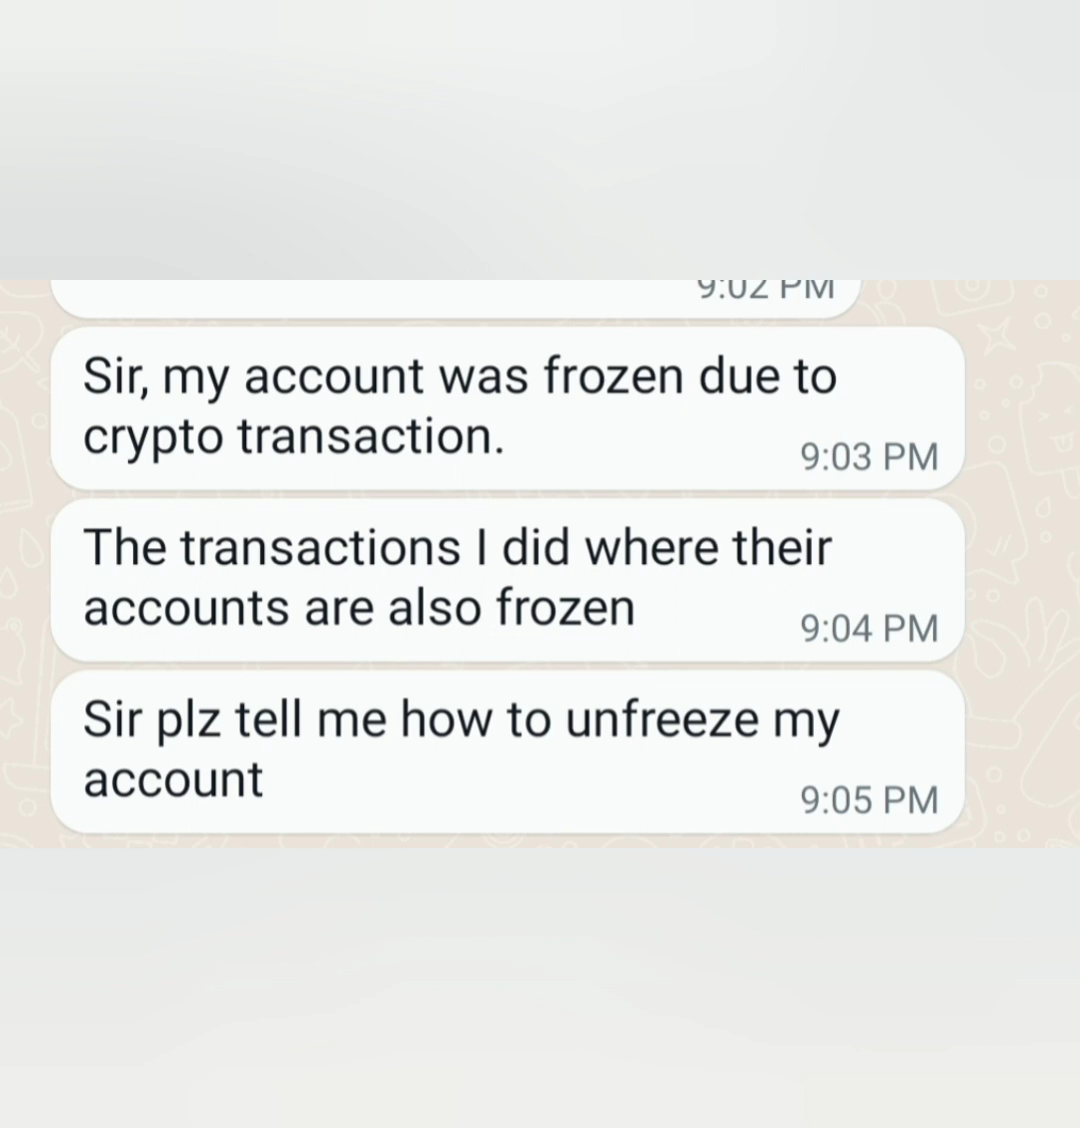 9:02 PM
Sir, my account was frozen due to
crypto transaction.
9:03 PM
The transactions I did where their
accounts are also frozen
9:04 PM
Sir plz tell me how to unfreeze my
account
9:05 PM